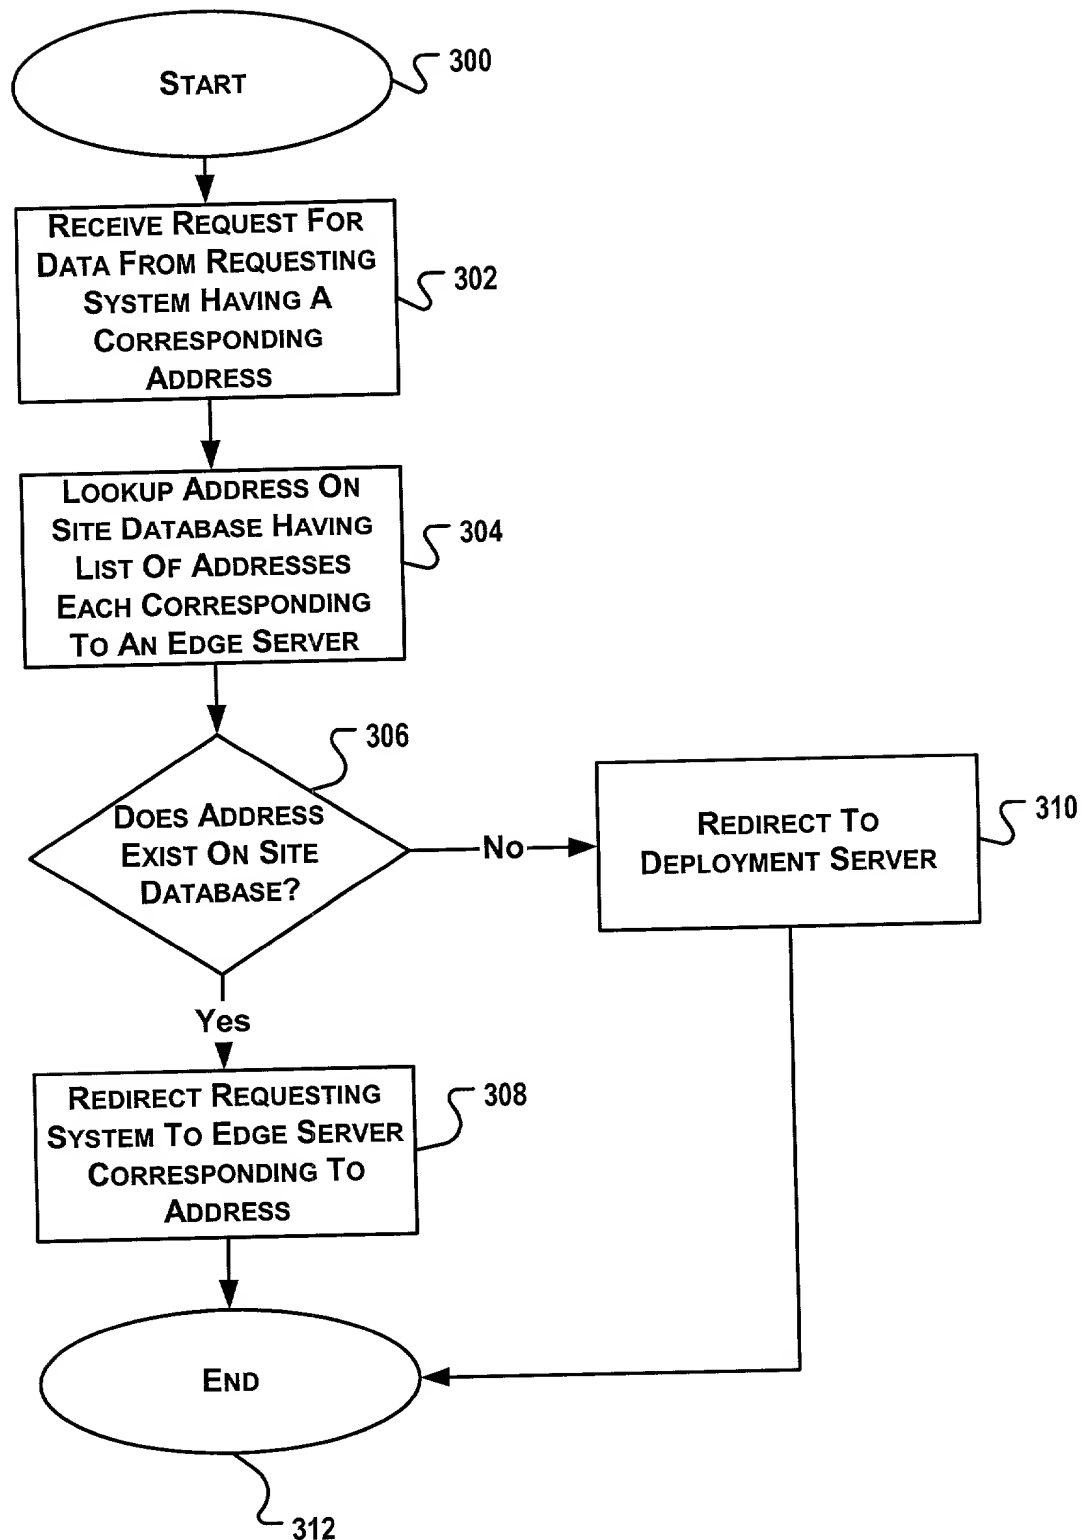 START
300
RECEIVE REQUEST FOR
DATA FROM REQUESTING
SYSTEM HAVING A
CORRESPONDING
ADDRESS
302
LOOKUP ADDRESS ON
SITE DATABASE HAVING
LIST OF ADDRESSES
EACH CORRESPONDING
TO AN EDGE SERVER
304
306
DOES ADDRESS
EXIST ON SITE
DATABASE?
No
REDIRECT TO
DEPLOYMENT SERVER
310
Yes
REDIRECT REQUESTING
SYSTEM TO EDGE SERVER
CORRESPONDING TO
ADDRESS
308
END
312